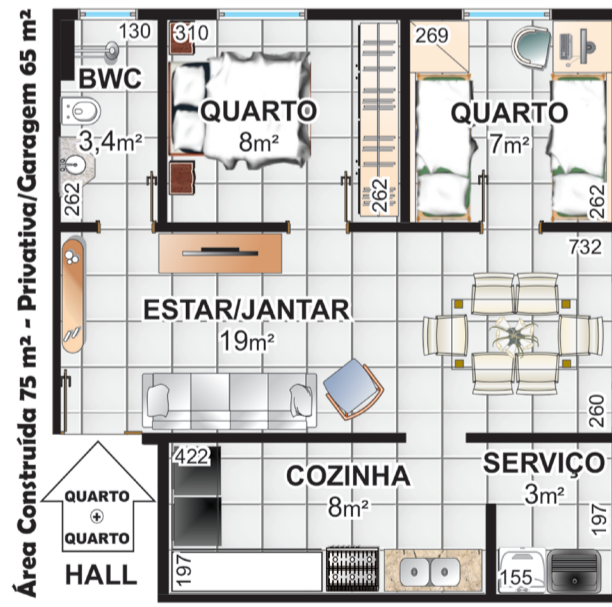 Área Construída 75 m² - Privativa/Garagem 65 m²
130
BWC
3,4m²
262
310
QUARTO
8m²
262
269
QUARTO
7m²
262
732
ESTAR/JANTAR
19m²
260
422
COZINHA
8m²
197
SERVIÇO
3m²
197
155
QUARTO
+
QUARTO
HALL